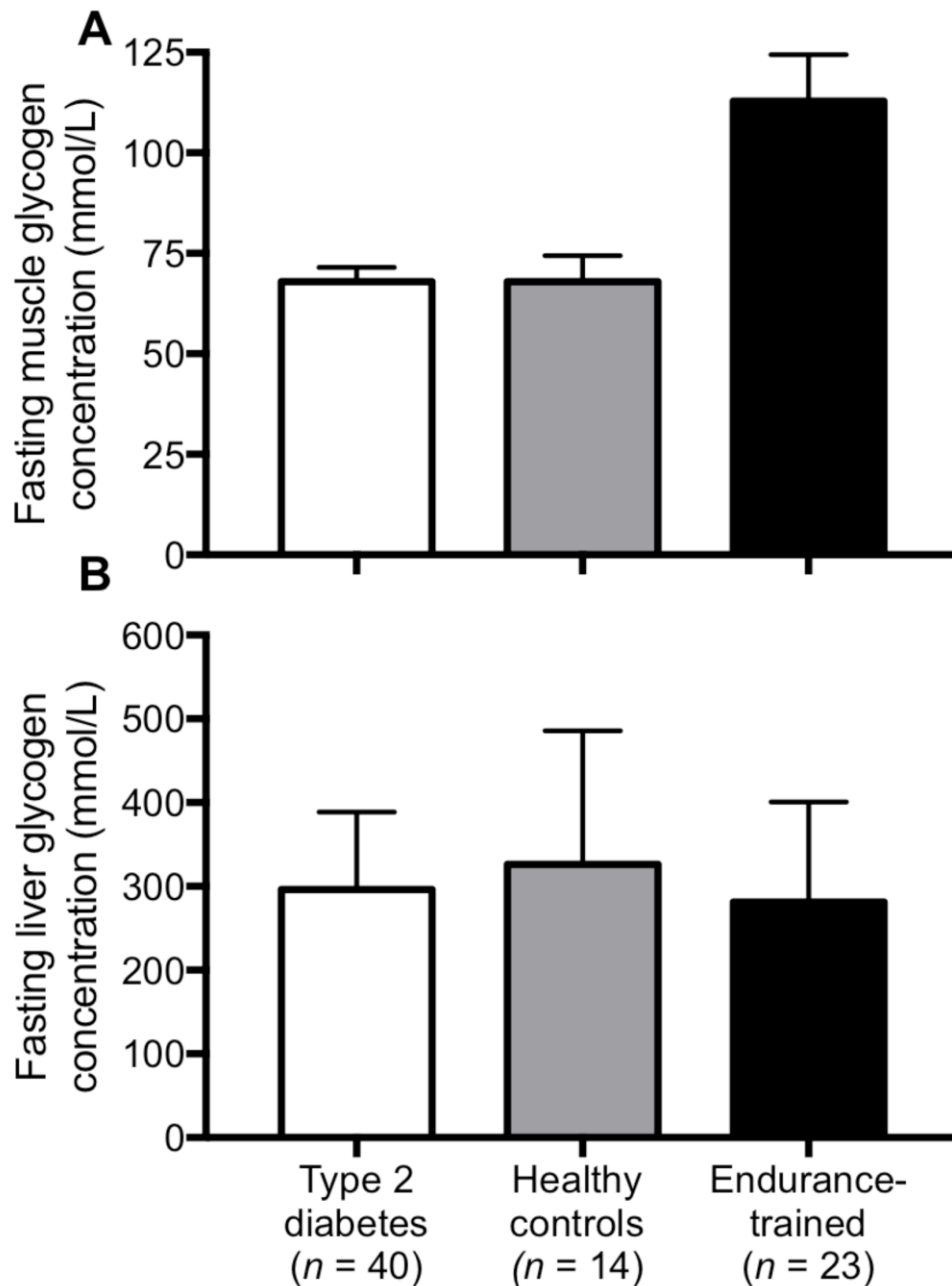 A
Fasting muscle glycogen
concentration (mmol/L)
125
100
75
50
25
0
B
Fasting liver glycogen
concentration (mmol/L)
600
500
400
300
200
100
0
Type 2
diabetes
(n = 40)
Healthy
controls
(n = 14)
Endurance-
trained
(n = 23)